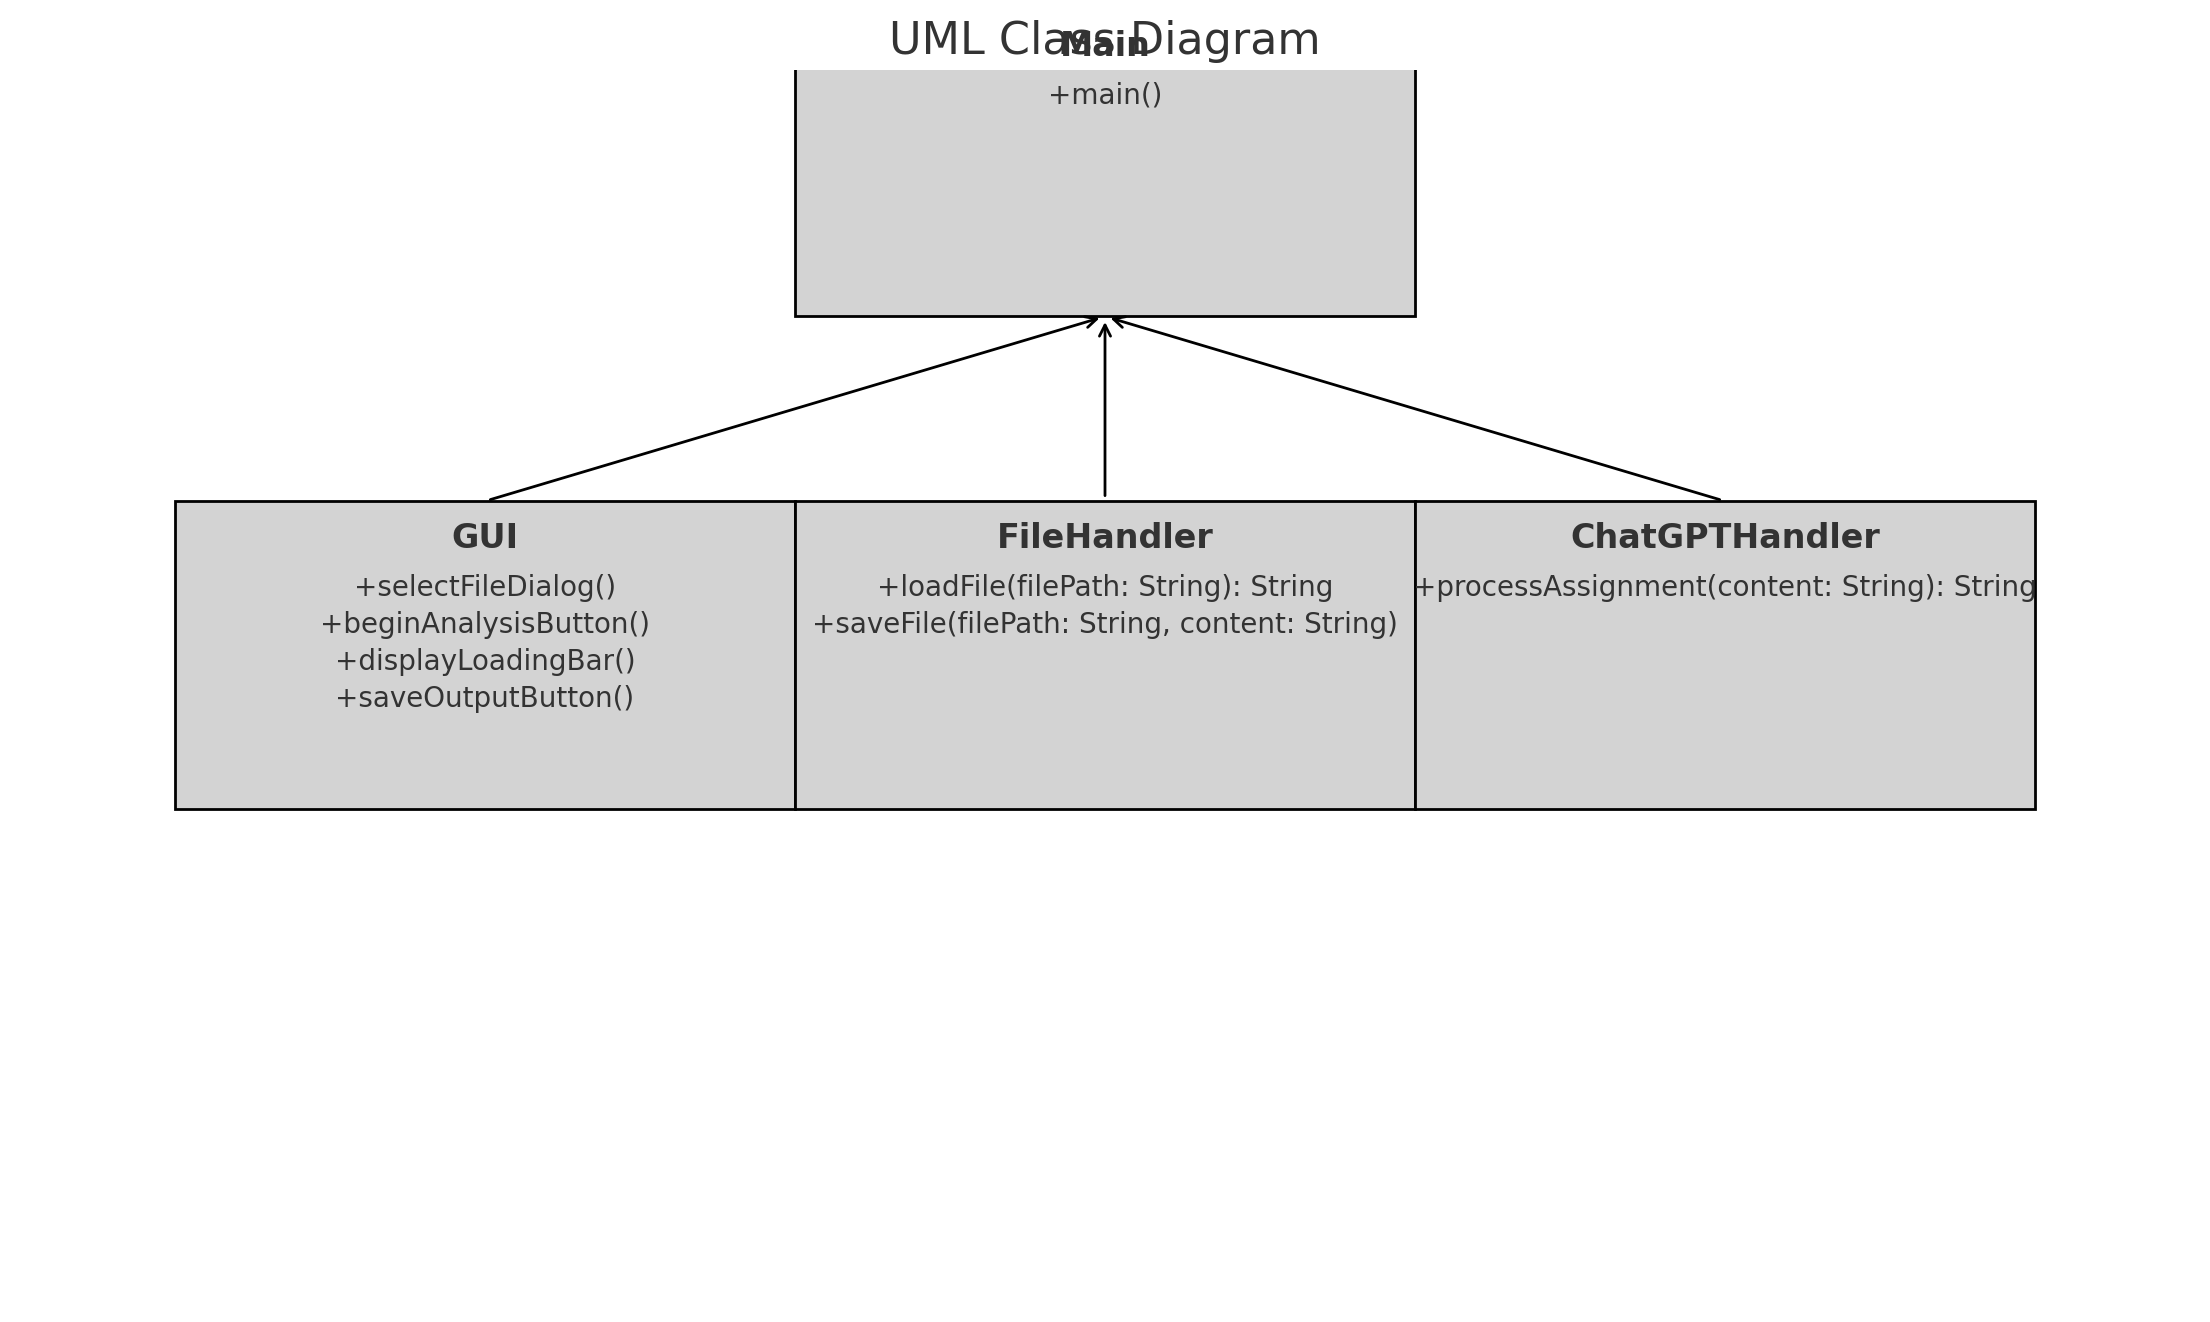 UML Class Diagram
Main
+main()
GUI
+selectFileDialog()
+beginAnalysisButton()
+displayLoadingBar()
+saveOutputButton()
FileHandler
+loadFile(filePath: String): String
+saveFile(filePath: String, content: String)
ChatGPTHandler
+processAssignment(content: String): String